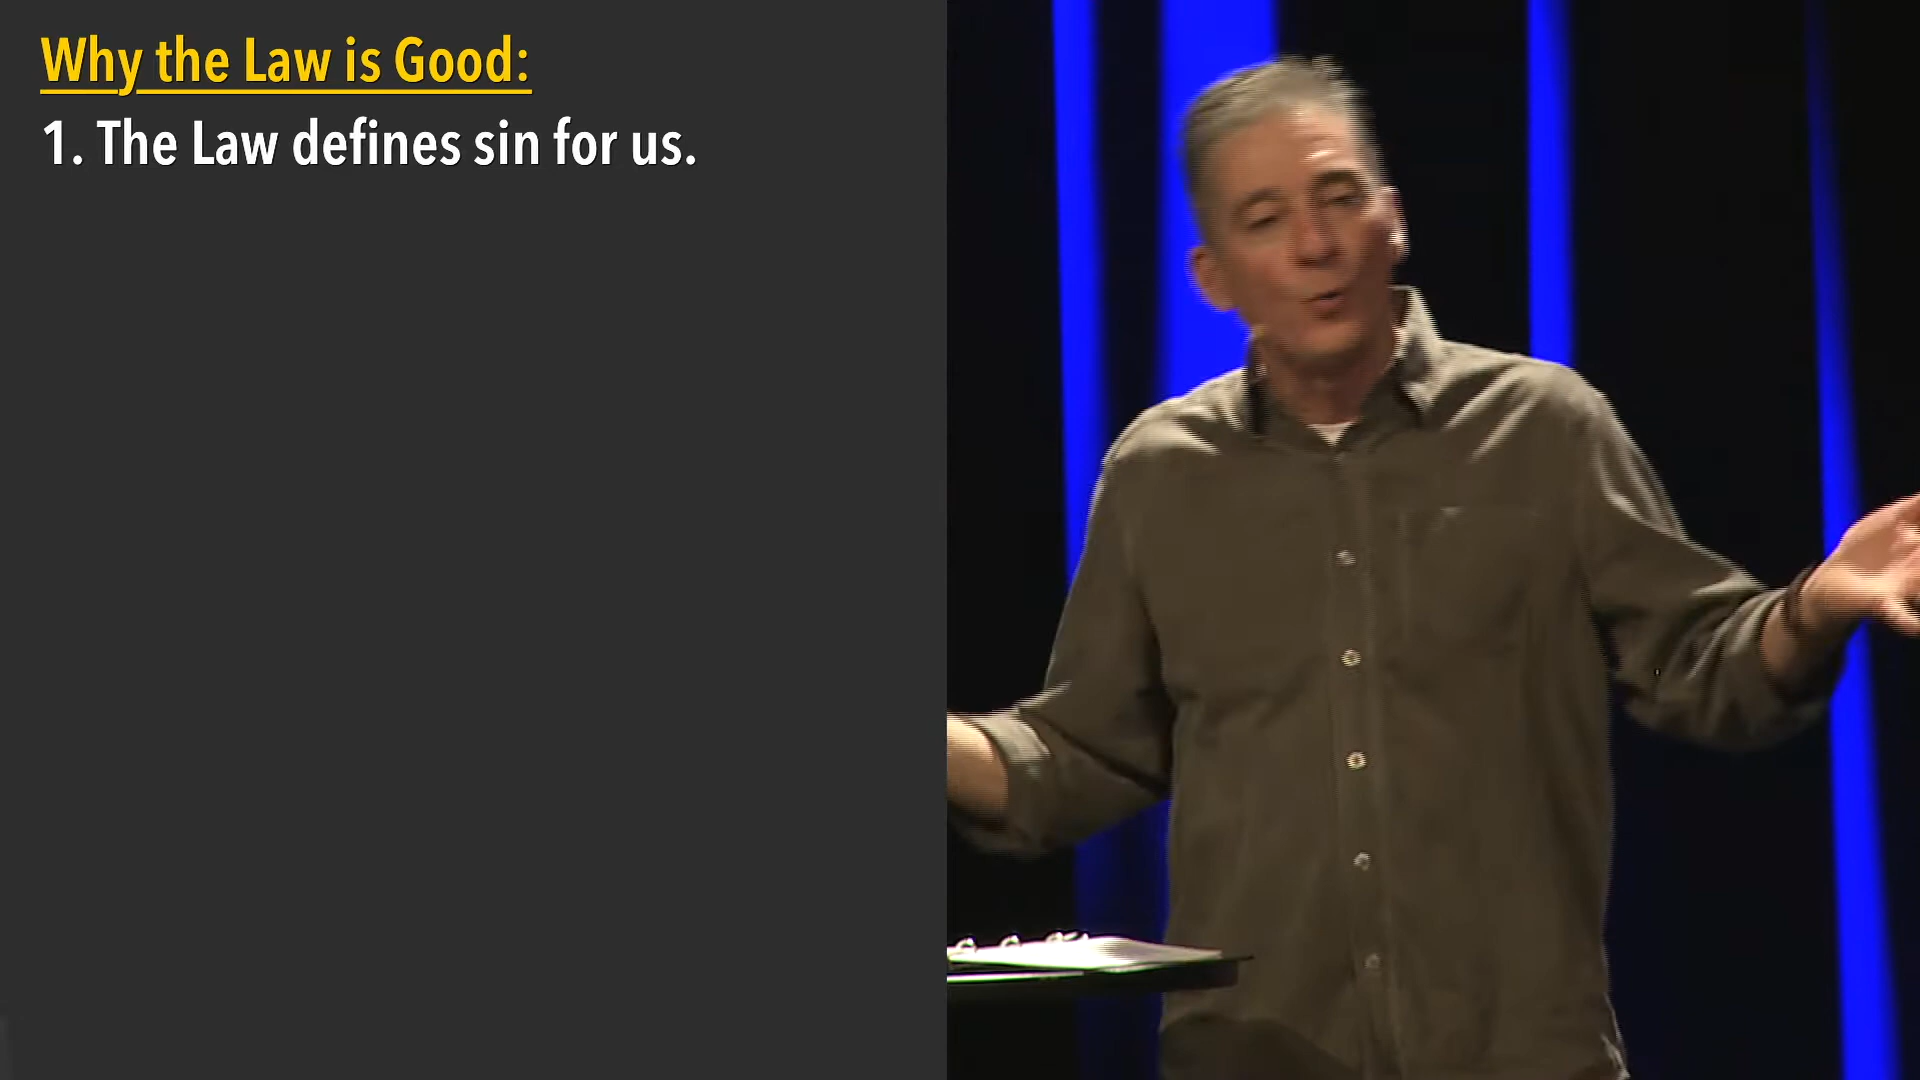 Why the Law is Good:
1. The Law defines sin for us.